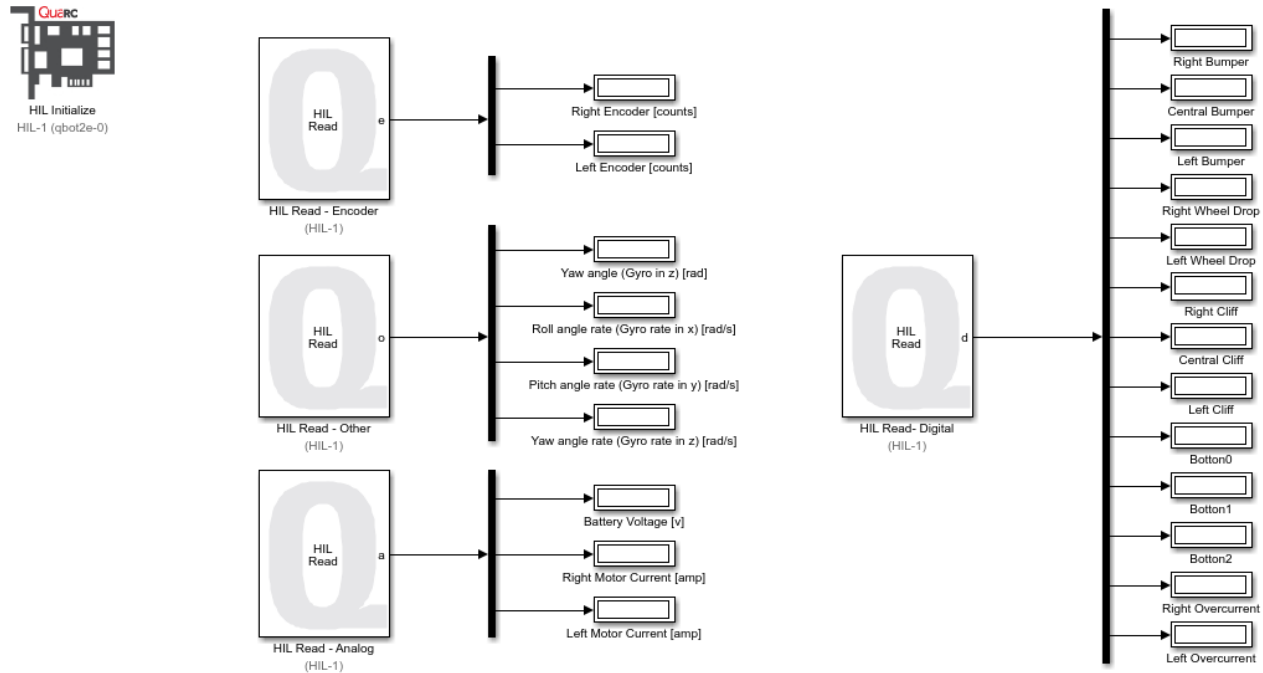 QUARC
HIL Initialize
HIL-1 (qbot2e-0)
HIL
Read
e
HIL Read - Encoder
(HIL-1)
Right Encoder [counts]
Left Encoder [counts]
HIL
Read
o
HIL Read - Other
(HIL-1)
Yaw angle (Gyro in z) [rad]
Roll angle rate (Gyro rate in x) [rad/s]
Pitch angle rate (Gyro rate in y) [rad/s]
Yaw angle rate (Gyro rate in z) [rad/s]
HIL
Read
a
HIL Read - Analog
(HIL-1)
Battery Voltage [v]
Right Motor Current [amp]
Left Motor Current [amp]
HIL
Read
d
HIL Read- Digital
(HIL-1)
Right Bumper
Central Bumper
Left Bumper
Right Wheel Drop
Left Wheel Drop
Right Cliff
Central Cliff
Left Cliff
Botton0
Botton1
Botton2
Right Overcurrent
Left Overcurrent